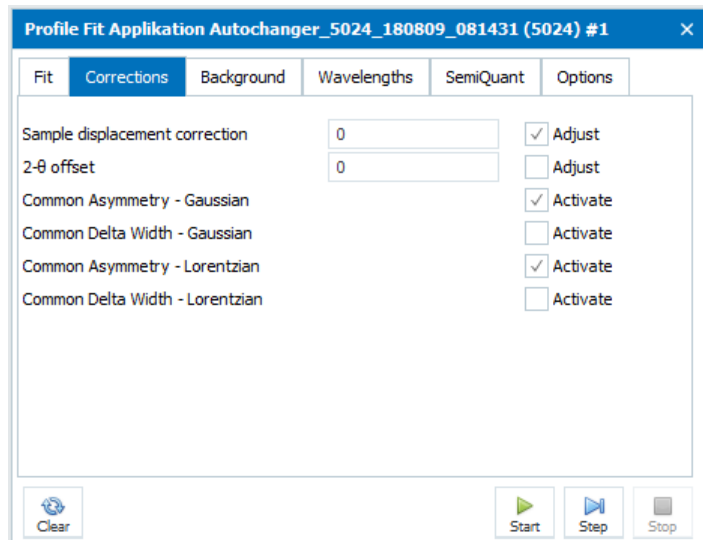 Profile Fit Applikation Autochanger_5024_180809_081431 (5024) #1
Fit Corrections Background Wavelengths SemiQuant Options
Sample displacement correction 0 Adjust
2-θ offset 0 Adjust
Common Asymmetry - Gaussian Activate
Common Delta Width - Gaussian Activate
Common Asymmetry - Lorentzian Activate
Common Delta Width - Lorentzian Activate
Clear Start Step Stop